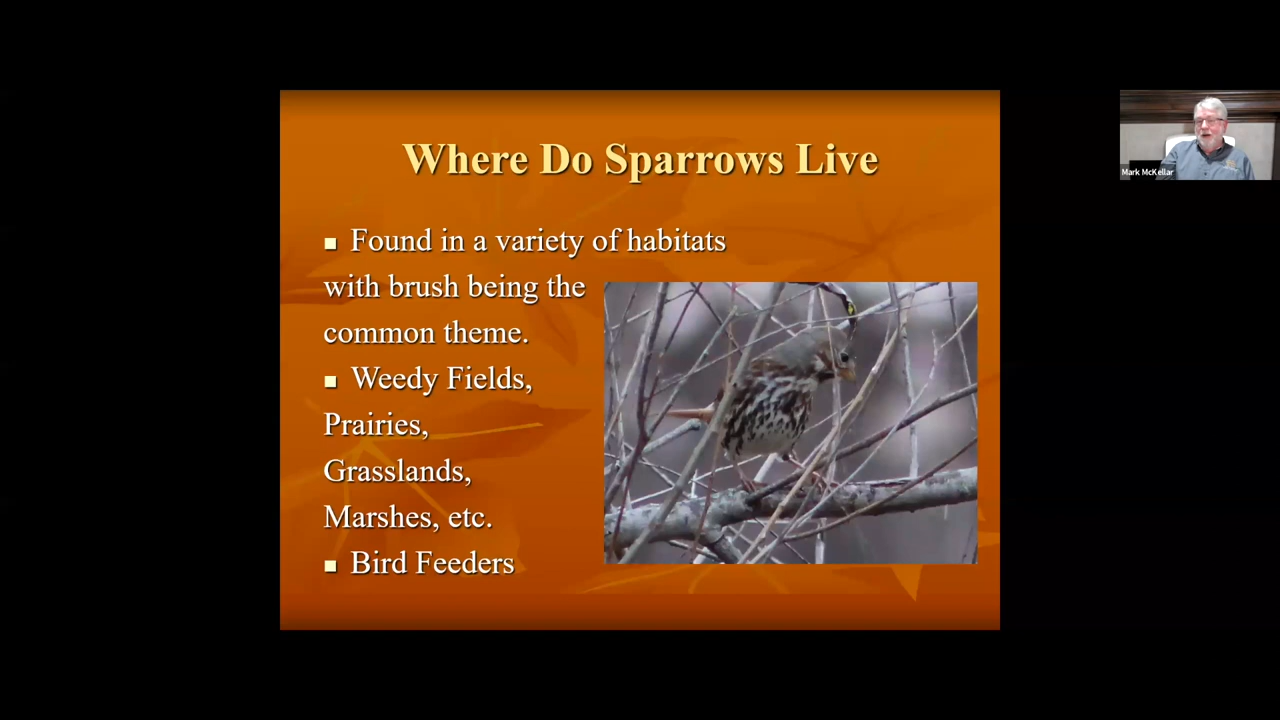 Where Do Sparrows Live
Found in a variety of habitats
with brush being the
common theme.
Weedy Fields,
Prairies,
Grasslands,
Marshes, etc.
Bird Feeders
Mark McKellar